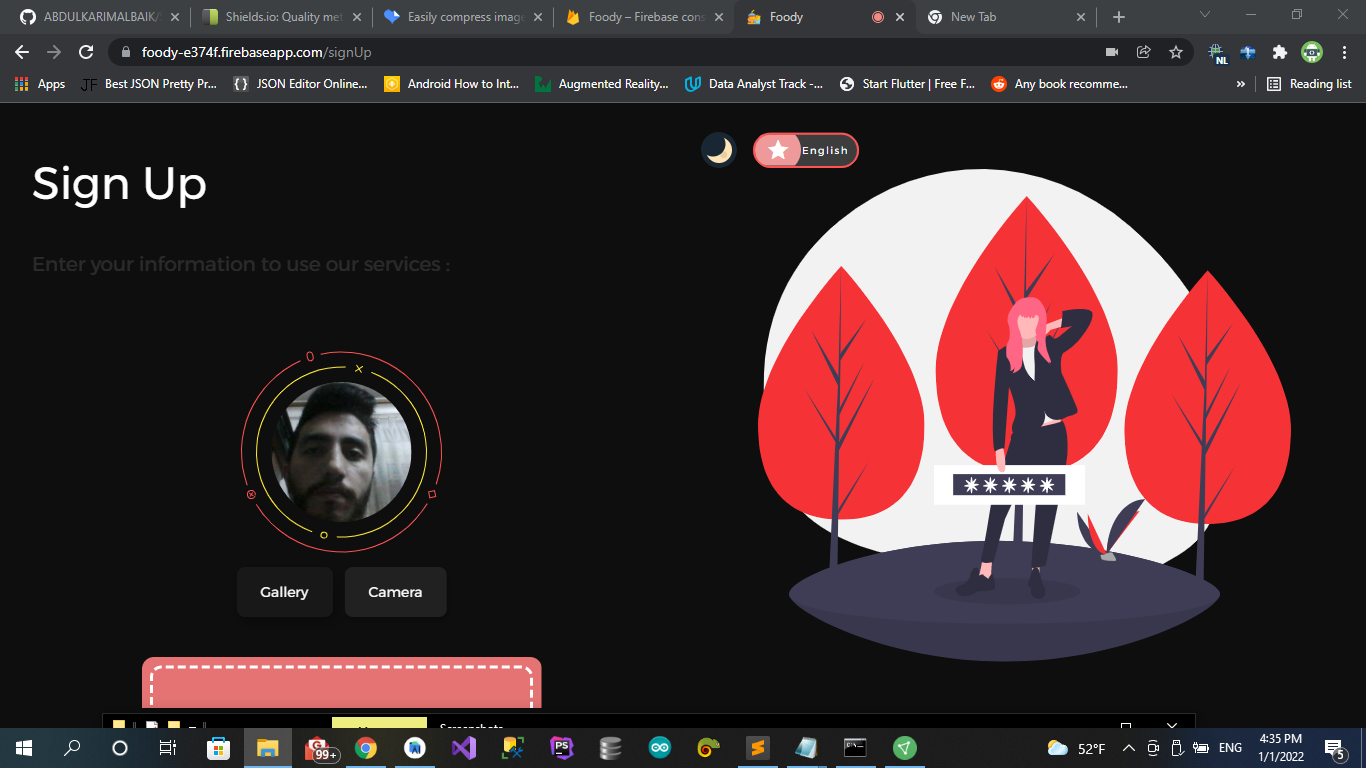 ABDULKARIMALBAIK/
Shields.io: Quality met
Easily compress image
Foody – Firebase cons
Foody
New Tab
foody-e374f.firebaseapp.com/signUp
NL
Apps
JF Best JSON Pretty Pr...
{} JSON Editor Online...
Android How to Int...
Augmented Reality...
Data Analyst Track -...
Start Flutter | Free F...
Any book recomme...
»
Reading list
English
Sign Up
Enter your information to use our services :
Gallery
Camera
99+
PS
52°F
ENG
4:35 PM
1/1/2022
5